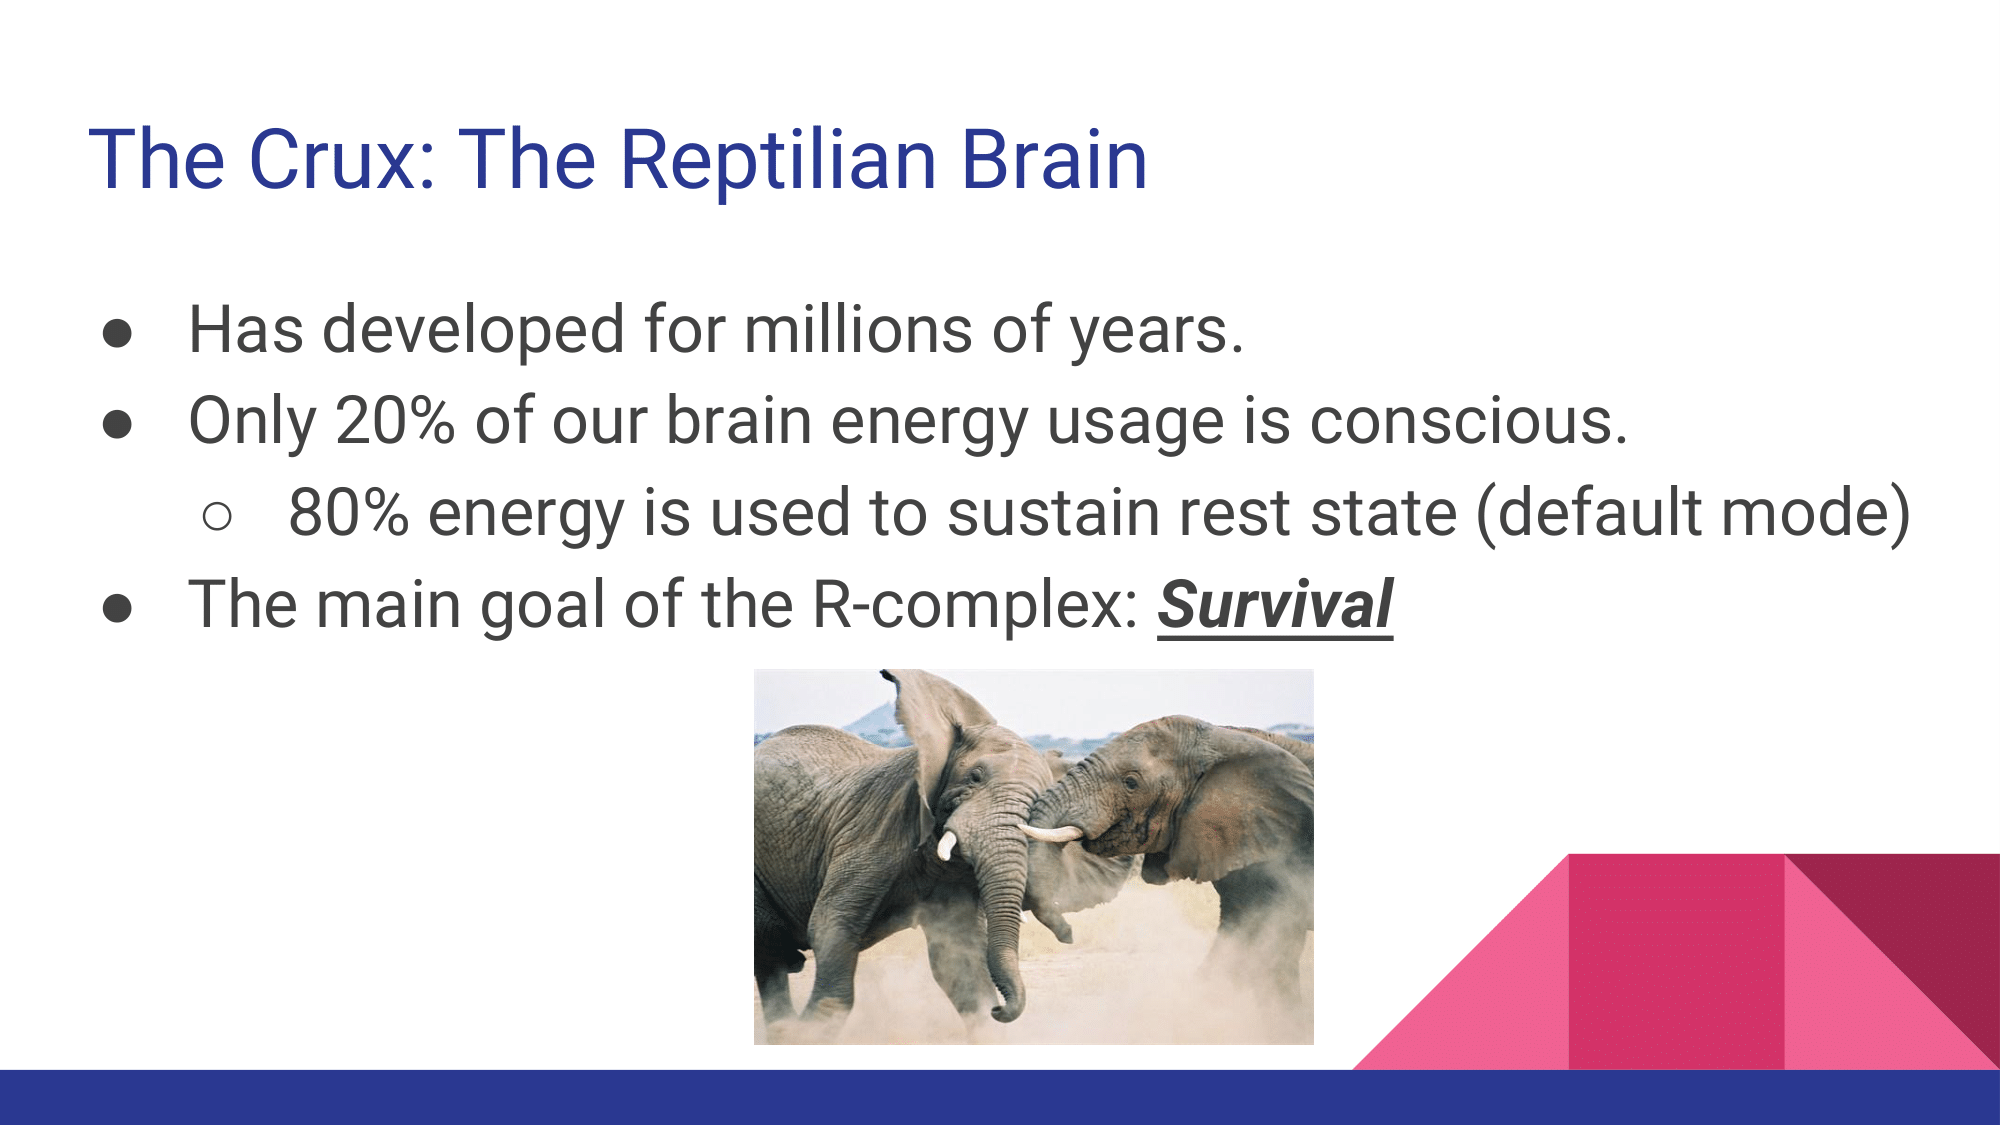 The Crux: The Reptilian Brain
● Has developed for millions of years.
● Only 20% of our brain energy usage is conscious.
○ 80% energy is used to sustain rest state (default mode)
● The main goal of the R-complex: Survival